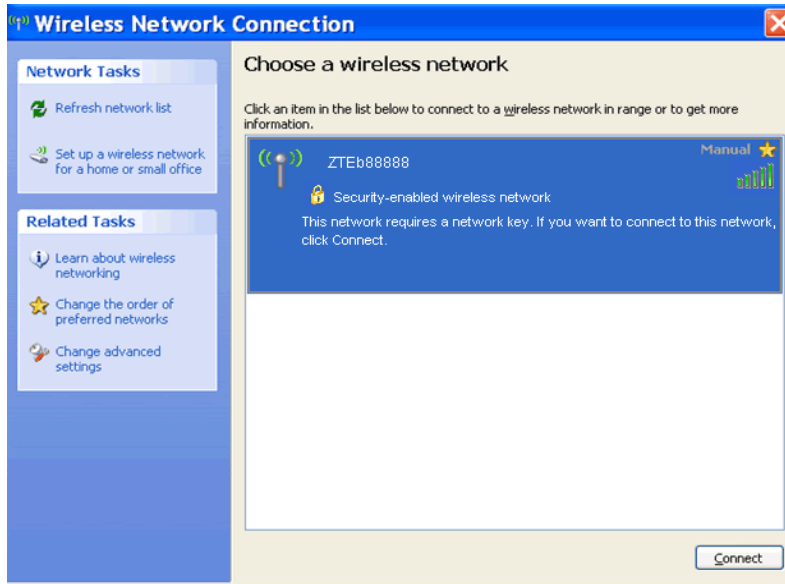 Wireless Network Connection
Network Tasks
Refresh network list
Set up a wireless network
for a home or small office
Related Tasks
Learn about wireless
networking
Change the order of
preferred networks
Change advanced
settings
Choose a wireless network
Click an item in the list below to connect to a wireless network in range or to get more
information.
ZTEb88888
Manual
Security-enabled wireless network
This network requires a network key. If you want to connect to this network,
click Connect.
Connect